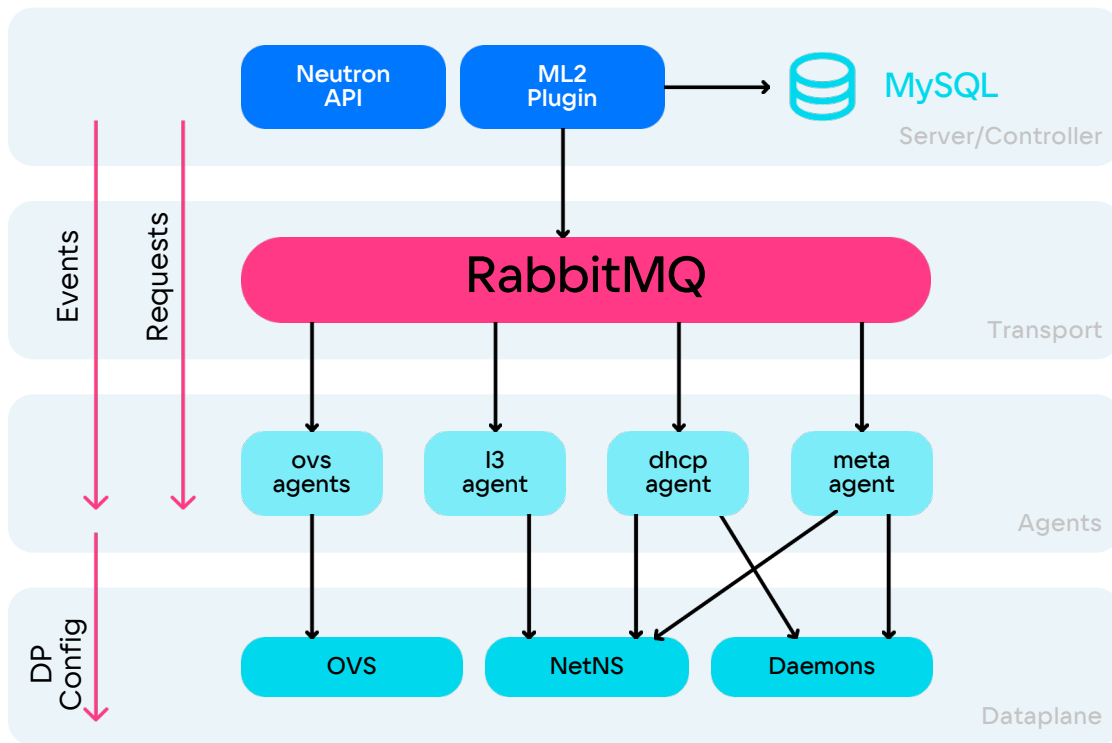 Neutron
API
ML2
Plugin
MySQL
Server/Controller
Events
Requests
RabbitMQ
Transport
ovs
agents
l3
agent
dhcp
agent
meta
agent
Agents
DP
Config
OVS
NetNS
Daemons
Dataplane